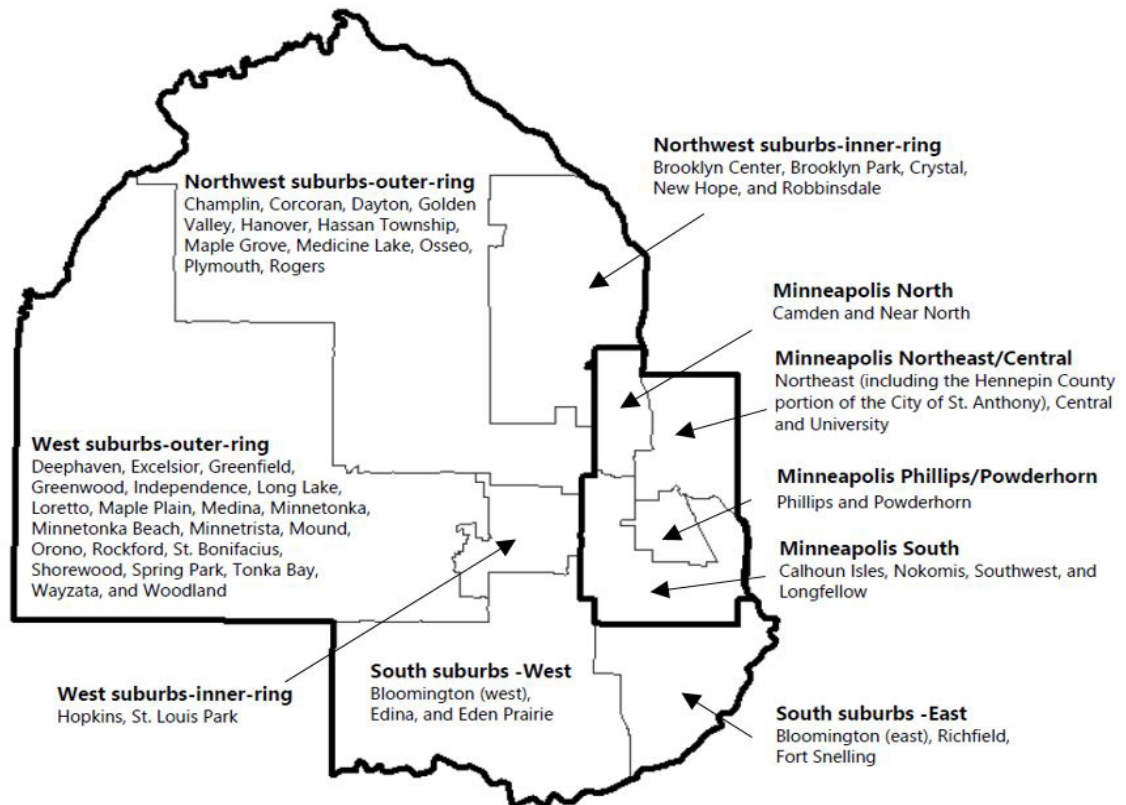 Northwest suburbs-inner-ring
Brooklyn Center, Brooklyn Park, Crystal,
New Hope, and Robbinsdale
Northwest suburbs-outer-ring
Champlin, Corcoran, Dayton, Golden
Valley, Hanover, Hassan Township,
Maple Grove, Medicine Lake, Osseo,
Plymouth, Rogers
Minneapolis North
Camden and Near North
Minneapolis Northeast/Central
Northeast (including the Hennepin County
portion of the City of St. Anthony), Central
and University
West suburbs-outer-ring
Deephaven, Excelsior, Greenfield,
Greenwood, Independence, Long Lake,
Loretto, Maple Plain, Medina, Minnetonka,
Minnetonka Beach, Minnetrista, Mound,
Orono, Rockford, St. Bonifacius,
Shorewood, Spring Park, Tonka Bay,
Wayzata, and Woodland
Minneapolis Phillips/Powderhorn
Phillips and Powderhorn
Minneapolis South
Calhoun Isles, Nokomis, Southwest, and
Longfellow
West suburbs-inner-ring
Hopkins, St. Louis Park
South suburbs -West
Bloomington (west),
Edina, and Eden Prairie
South suburbs -East
Bloomington (east), Richfield,
Fort Snelling